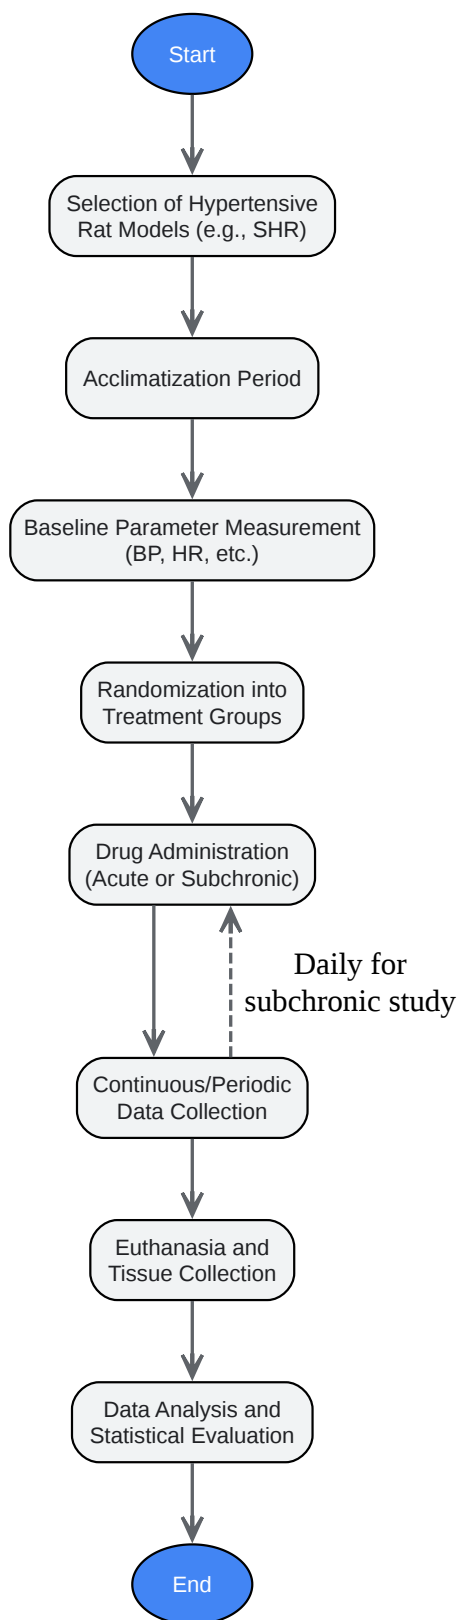 Start
Selection of Hypertensive
Rat Models (e.g., SHR)
Acclimatization Period
Baseline Parameter Measurement
(BP, HR, etc.)
Randomization into
Treatment Groups
Drug Administration
(Acute or Subchronic)
Daily for
subchronic study
Continuous/Periodic
Data Collection
Euthanasia and
Tissue Collection
Data Analysis and
Statistical Evaluation
End